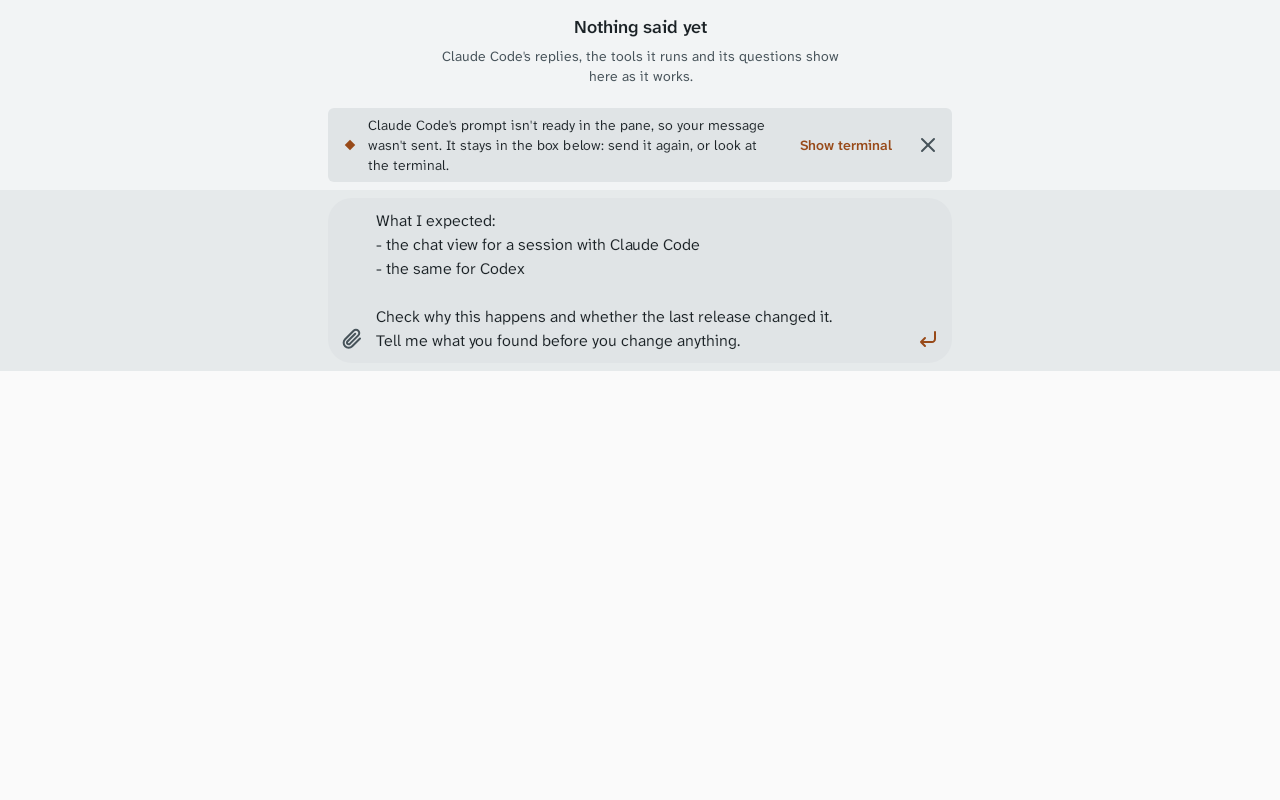 Nothing said yet
Claude Code's replies, the tools it runs and its questions show
here as it works.
Claude Code's prompt isn't ready in the pane, so your message
wasn't sent. It stays in the box below: send it again, or look at
the terminal.
Show terminal
What I expected:
- the chat view for a session with Claude Code
- the same for Codex
Check why this happens and whether the last release changed it.
Tell me what you found before you change anything.